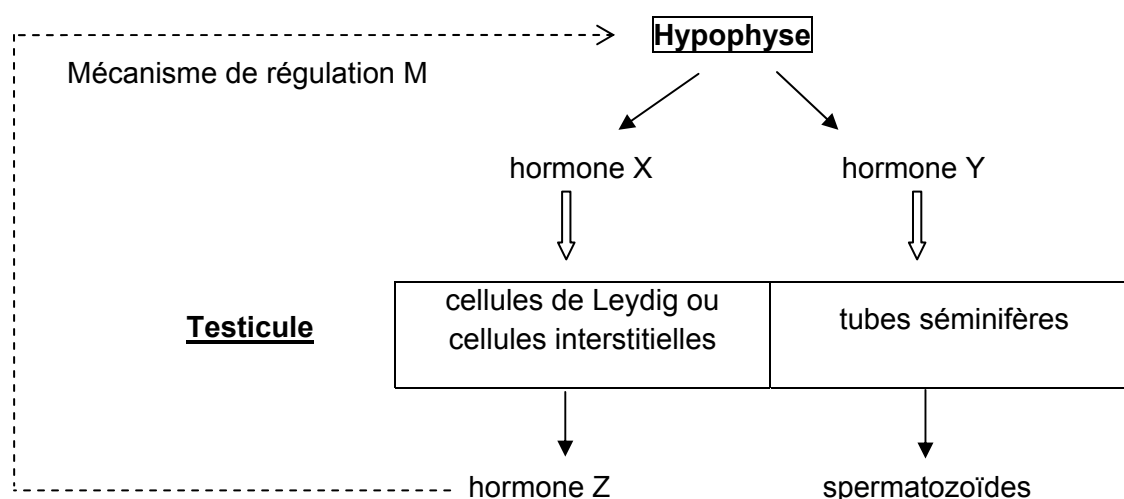 Hypophyse
Mécanisme de régulation M
hormone X
hormone Y
cellules de Leydig ou
cellules interstitielles
tubes séminifères
Testicule
hormone Z
spermatozoïdes